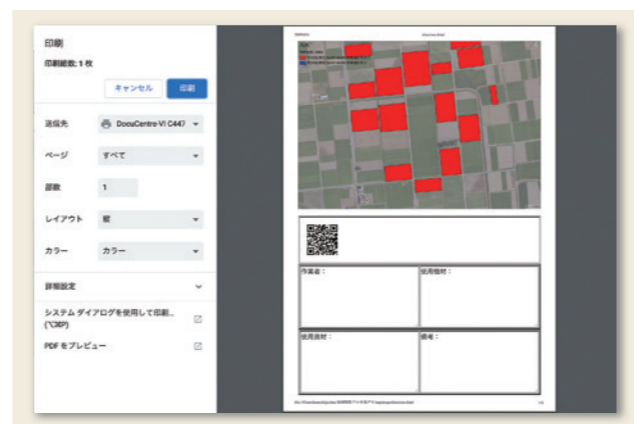 印刷
印刷総数: 1 枚
キャンセル
印刷
送信先
DocuCentre-VI C447
ページ
すべて
部数
1
レイアウト
縦
カラー
カラー
詳細設定
システム ダイアログを使用して印刷...
(⌥⌘P)
PDF をプレビュー
作業者：
使用機材：
使用資材：
備考：